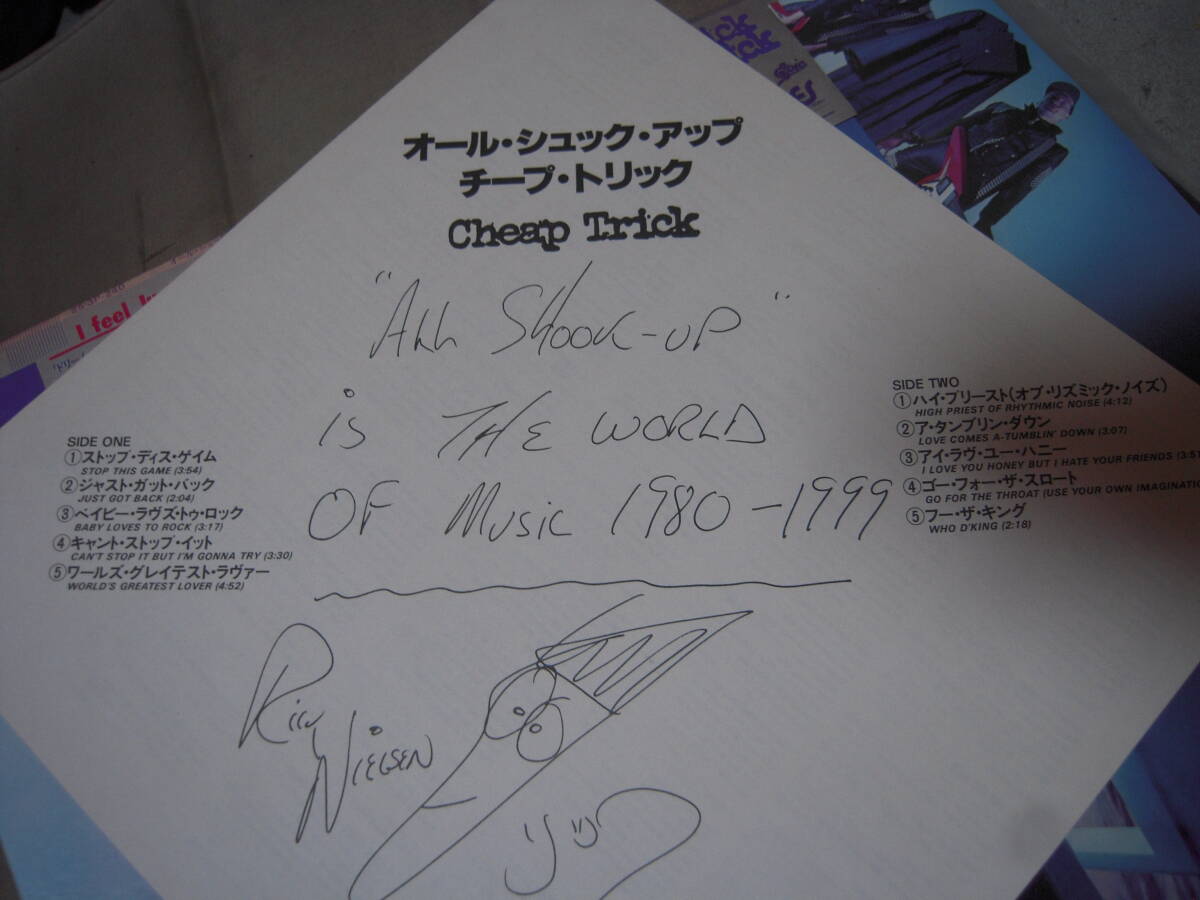 オール・シュック・アップ
チープ・トリック
Cheap Trick
"All Shook-up"
is THE WORLD
OF Music 1980-1999
SIDE ONE
①ストップ・ディス・ゲイム
STOP THIS GAME (3:54)
②ジャスト・ガット・バック
JUST GOT BACK (2:04)
③ベイビー・ラヴズ・トゥ・ロック
BABY LOVES TO ROCK (3:17)
④キャント・ストップ・イット
CAN'T STOP IT BUT I'M GONNA TRY (3:30)
⑤ワールズ・グレイテスト・ラヴァー
WORLD'S GREATEST LOVER (4:52)
SIDE TWO
①ハイ・プリースト(オブ・リズミック・ノイズ)
HIGH PRIEST OF RHYTHMIC NOISE (4:12)
②ア・タンブリン・ダウン
LOVE COMES A-TUMBLIN' DOWN (3:07)
③アイ・ラヴ・ユー・ハニー
I LOVE YOU HONEY BUT I HATE YOUR FRIENDS (3:51
④ゴー・フォー・ザ・スロート
GO FOR THE THROAT (USE YOUR OWN IMAGINATIO
⑤フー・ザ・キング
WHO D'KING (2:18)
Rick
NIELSEN
リック
I feel